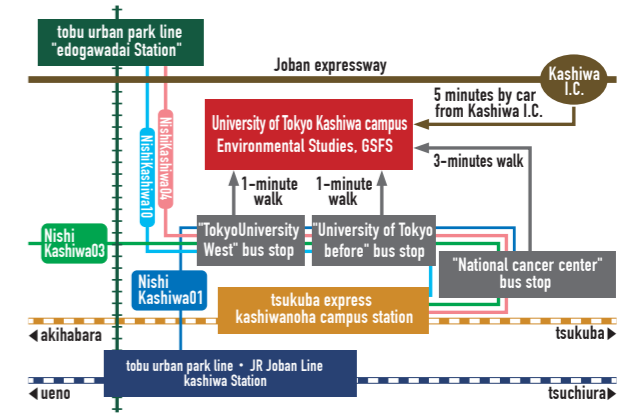 tobu urban park line
"edogawadai Station"
Joban expressway
Kashiwa
I.C.
5 minutes by car
from Kashiwa I.C.
University of Tokyo Kashiwa campus
Environmental Studies, GSFS
3-minutes walk
NishiKashiwa10
NishiKashiwa04
1-minute
walk
1-minute
walk
Nishi
Kashiwa03
"TokyoUniversity
West" bus stop
"University of Tokyo
before" bus stop
"National cancer center"
bus stop
Nishi
Kashiwa01
tsukuba express
kashiwanoha campus station
◀akihabara
tsukuba▶
tobu urban park line・JR Joban Line
kashiwa Station
◀ueno
tsuchiura▶